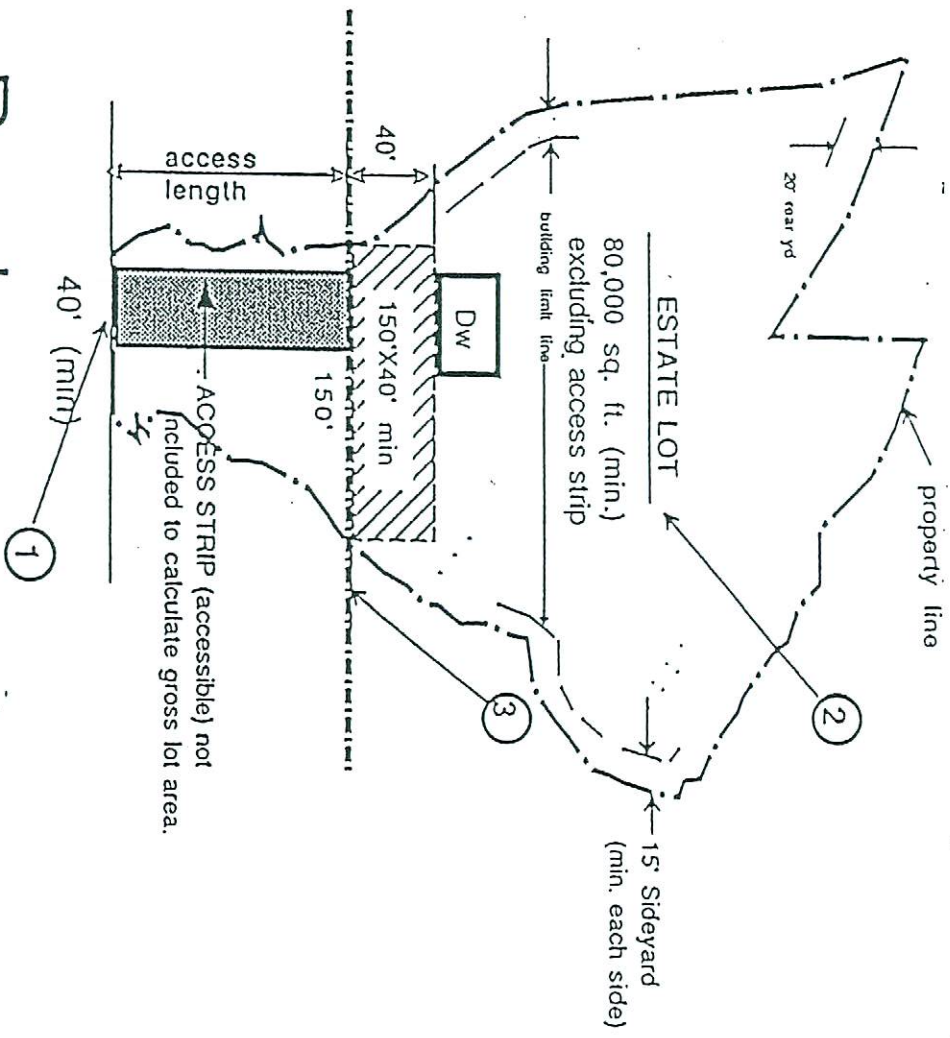 property line
20' rear yd
ESTATE LOT
80,000 sq. ft. (min.)
excluding access strip
2
building limit line
15' Sideyard
(min. each side)
Dw
40'
150'X40' min
150'
3
access
length
ACCESS STRIP (accessible) not
included to calculate gross lot area.
40' (min)
1